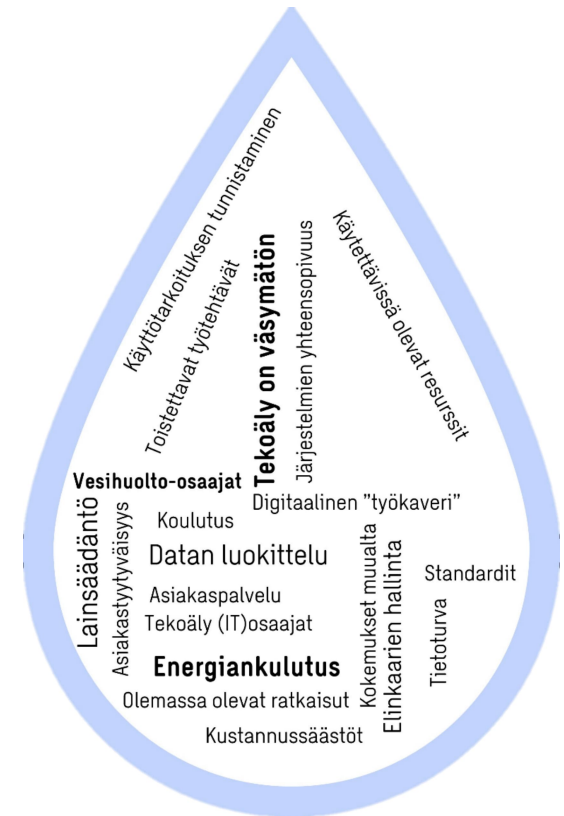 Käyttötarkoituksen tunnistaminen
Toistettavat työtehtävät
Tekoäly on väsymätön
Järjestelmien yhteensopivuus
Käytettävissä olevat resurssit
Vesihuolto-osaajat
Digitaalinen ”työkaveri”
Lainsäädäntö
Asiakastyytyväisyys
Koulutus
Datan luokittelu
Asiakaspalvelu
Tekoäly (IT)osaajat
Energiankulutus
Olemassa olevat ratkaisut
Kustannussäästöt
Kokemukset muualta
Elinkaarien hallinta
Standardit
Tietoturva